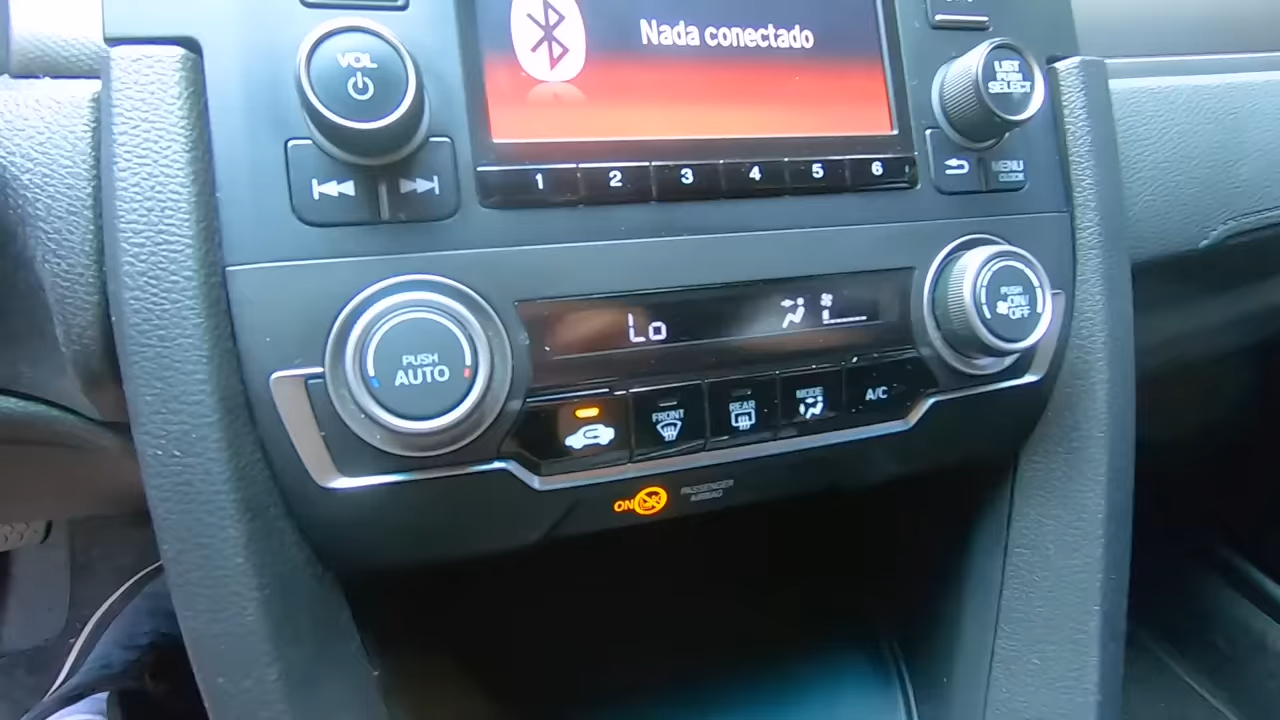 VOL
Nada conectado
LIST
PUSH
SELECT
1 2 3 4 5 6
MENU
CLOCK
PUSH
AUTO
Lo
PUSH
ON/
OFF
FRONT
REAR
MODE
A/C
ON
PASSENGER
AIRBAG